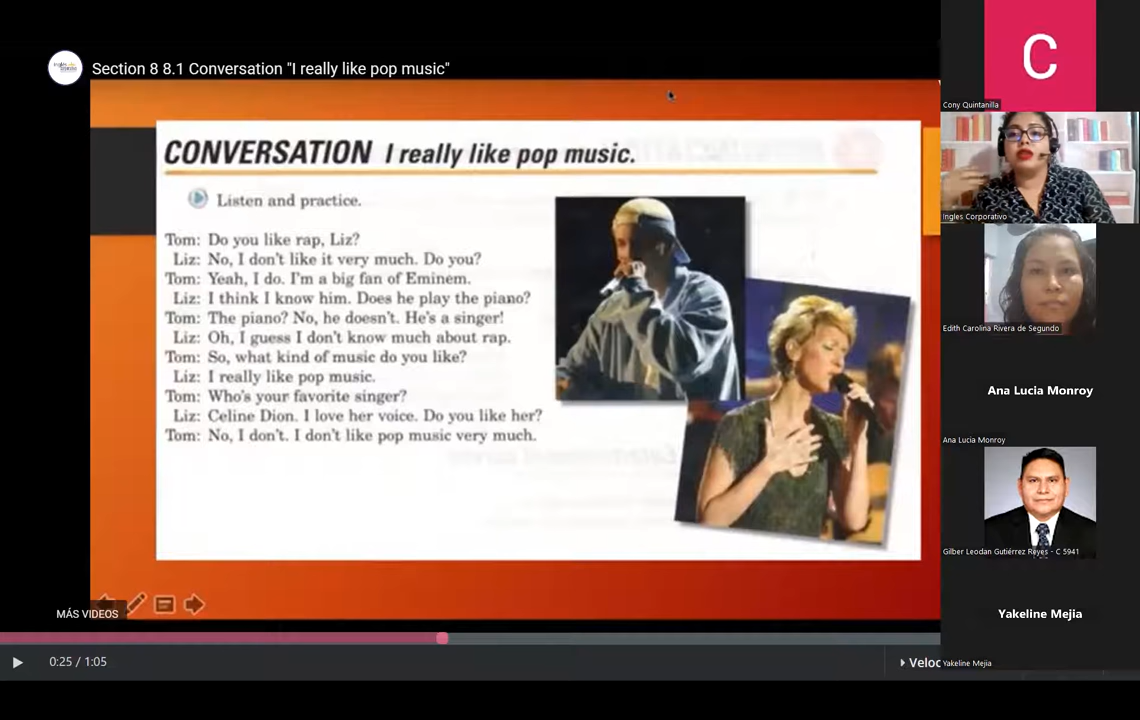 Section 8 8.1 Conversation "I really like pop music"
CONVERSATION I really like pop music.
Listen and practice.
Tom: Do you like rap, Liz?
Liz: No, I don't like it very much. Do you?
Tom: Yeah, I do. I'm a big fan of Eminem.
Liz: I think I know him. Does he play the piano?
Tom: The piano? No, he doesn't. He's a singer!
Liz: Oh, I guess I don't know much about rap.
Tom: So, what kind of music do you like?
Liz: I really like pop music.
Tom: Who's your favorite singer?
Liz: Celine Dion. I love her voice. Do you like her?
Tom: No, I don't. I don't like pop music very much.
MÁS VIDEOS
0:25 / 1:05
Veloc
C
Cony Quintanilla
Ingles Corporativo
Edith Carolina Rivera de Segundo
Ana Lucia Monroy
Ana Lucia Monroy
Gilber Leodan Gutiérrez Reyes - C 5941
Yakeline Mejia
Yakeline Mejia